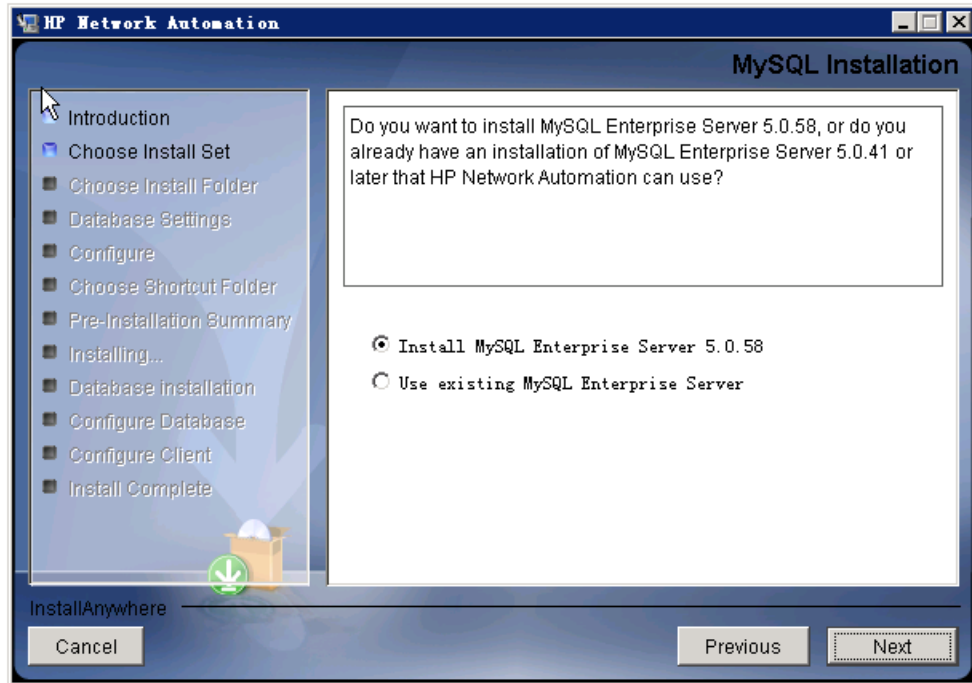 HP Network Automation
MySQL Installation
Introduction
Choose Install Set
Choose Install Folder
Database Settings
Configure
Choose Shortcut Folder
Pre-Installation Summary
Installing...
Database installation
Configure Database
Configure Client
Install Complete
Do you want to install MySQL Enterprise Server 5.0.58, or do you
already have an installation of MySQL Enterprise Server 5.0.41 or
later that HP Network Automation can use?
Install MySQL Enterprise Server 5.0.58
Use existing MySQL Enterprise Server
InstallAnywhere
Cancel
Previous
Next